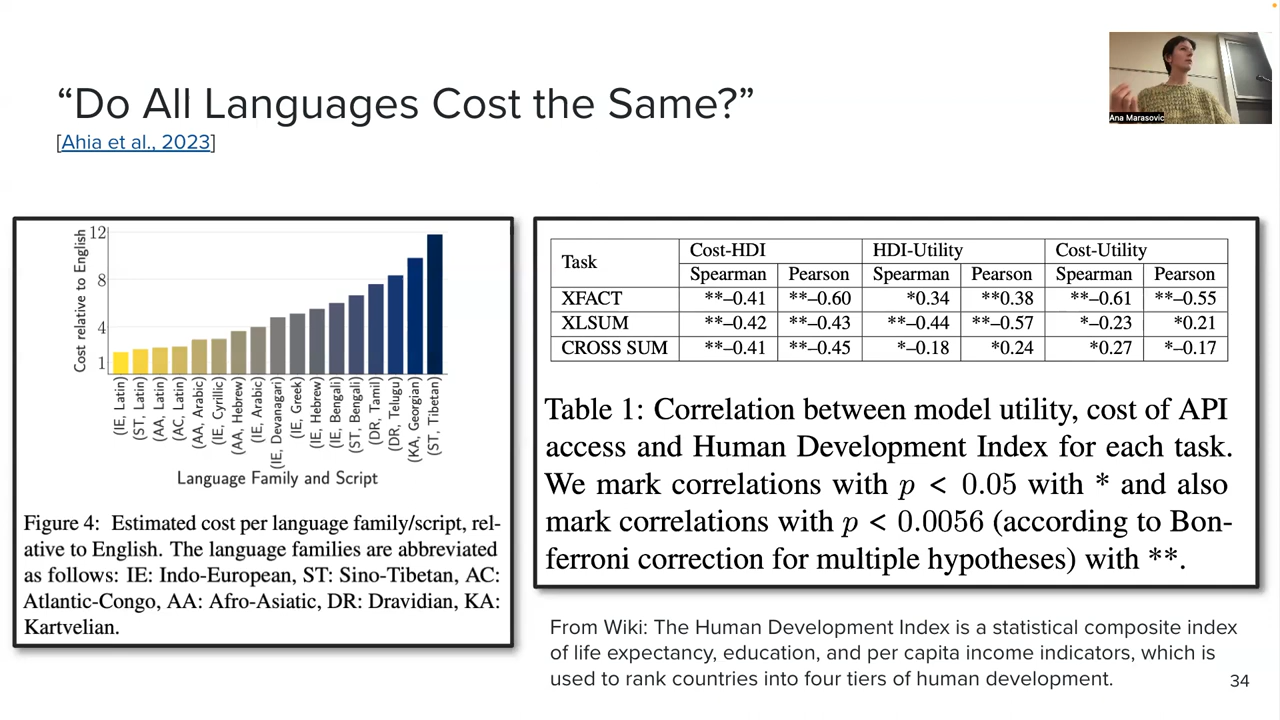 “Do All Languages Cost the Same?”
[Ahia et al., 2023]
Ana Marasovic
Cost relative to English
12
8
4
1
(IE, Latin)
(ST, Latin)
(AA, Latin)
(AC, Latin)
(AA, Arabic)
(IE, Cyrillic)
(AA, Hebrew)
(IE, Arabic)
(IE, Devanagari)
(IE, Greek)
(IE, Hebrew)
(IE, Bengali)
(ST, Bengali)
(DR, Tamil)
(DR, Telugu)
(KA, Georgian)
(ST, Tibetan)
Language Family and Script
Figure 4: Estimated cost per language family/script, rel-
ative to English. The language families are abbreviated
as follows: IE: Indo-European, ST: Sino-Tibetan, AC:
Atlantic-Congo, AA: Afro-Asiatic, DR: Dravidian, KA:
Kartvelian.
Task Cost-HDI HDI-Utility Cost-Utility
Spearman Pearson Spearman Pearson Spearman Pearson
XFACT **–0.41 **–0.60 *0.34 **0.38 **–0.61 **–0.55
XLSUM **–0.42 **–0.43 **–0.44 **–0.57 *–0.23 *0.21
CROSS SUM **–0.41 **–0.45 *–0.18 *0.24 *0.27 *–0.17
Table 1: Correlation between model utility, cost of API
access and Human Development Index for each task.
We mark correlations with p < 0.05 with * and also
mark correlations with p < 0.0056 (according to Bon-
ferroni correction for multiple hypotheses) with **.
From Wiki: The Human Development Index is a statistical composite index
of life expectancy, education, and per capita income indicators, which is
used to rank countries into four tiers of human development.
34